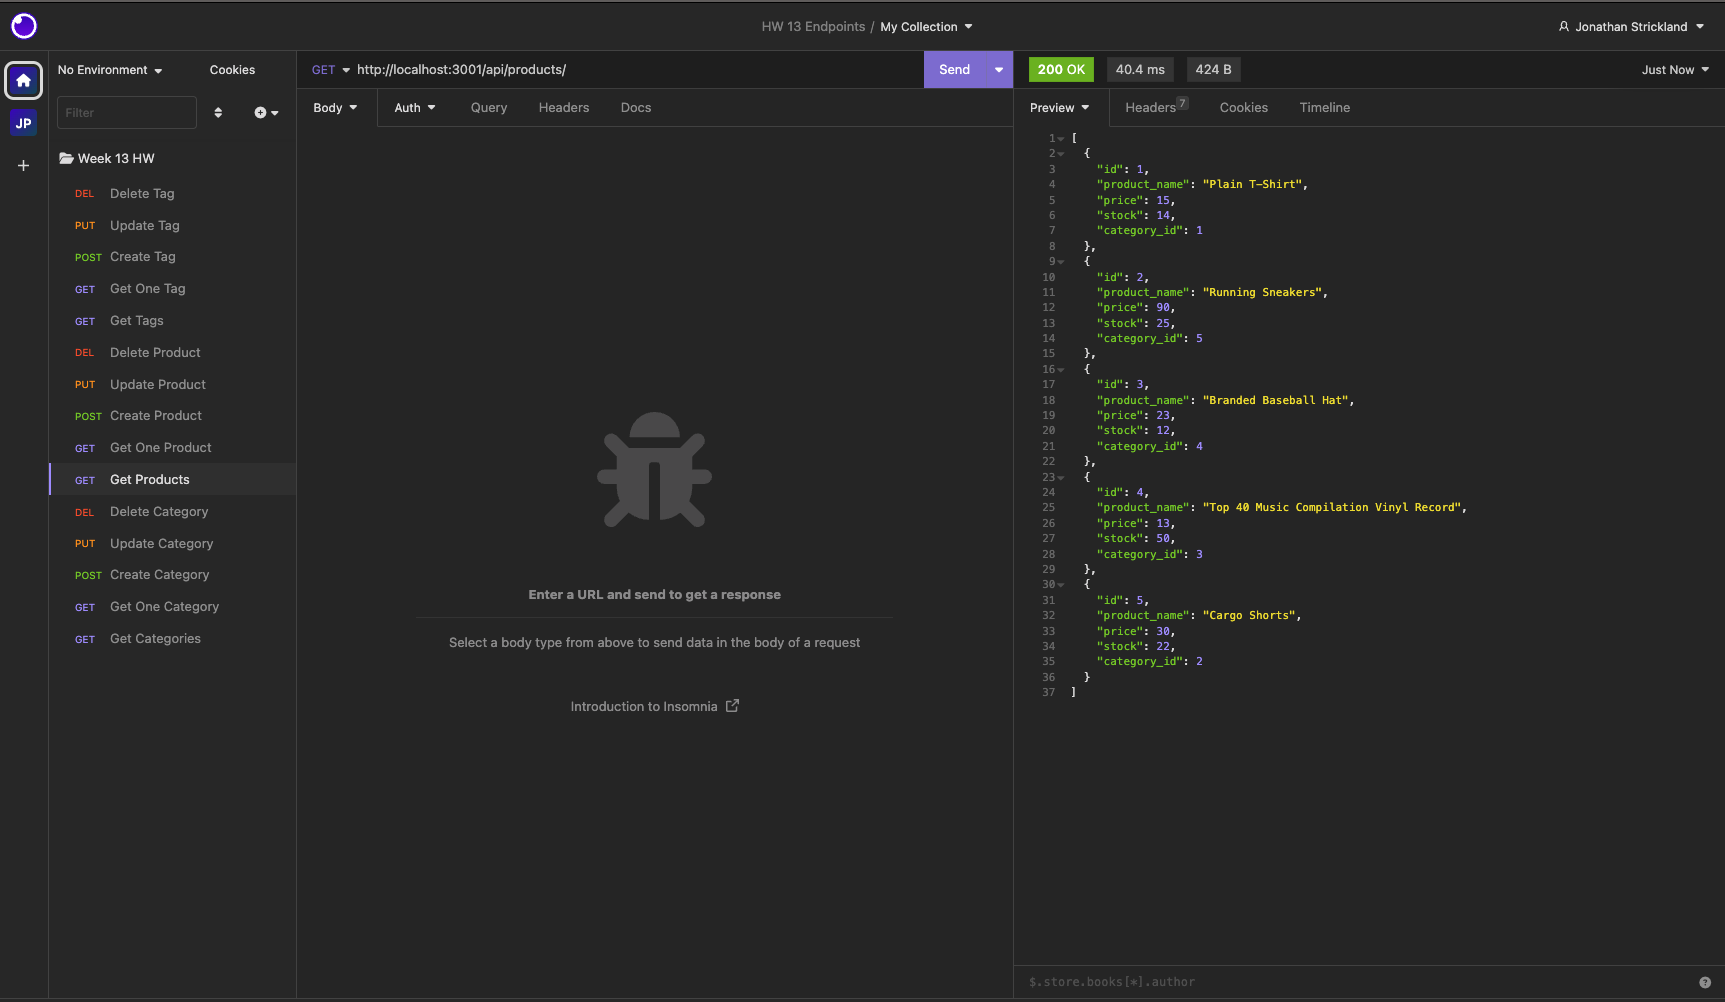 HW 13 Endpoints / My Collection
Jonathan Strickland
JP
No Environment
Cookies
Filter
Week 13 HW
DEL Delete Tag
PUT Update Tag
POST Create Tag
GET Get One Tag
GET Get Tags
DEL Delete Product
PUT Update Product
POST Create Product
GET Get One Product
GET Get Products
DEL Delete Category
PUT Update Category
POST Create Category
GET Get One Category
GET Get Categories
GET http://localhost:3001/api/products/
Send
Body Auth Query Headers Docs
Enter a URL and send to get a response
Select a body type from above to send data in the body of a request
Introduction to Insomnia
200 OK 40.4 ms 424 B Just Now
Preview Headers 7 Cookies Timeline
1 [
2 {
3 "id": 1,
4 "product_name": "Plain T-Shirt",
5 "price": 15,
6 "stock": 14,
7 "category_id": 1
8 },
9 {
10 "id": 2,
11 "product_name": "Running Sneakers",
12 "price": 90,
13 "stock": 25,
14 "category_id": 5
15 },
16 {
17 "id": 3,
18 "product_name": "Branded Baseball Hat",
19 "price": 23,
20 "stock": 12,
21 "category_id": 4
22 },
23 {
24 "id": 4,
25 "product_name": "Top 40 Music Compilation Vinyl Record",
26 "price": 13,
27 "stock": 50,
28 "category_id": 3
29 },
30 {
31 "id": 5,
32 "product_name": "Cargo Shorts",
33 "price": 30,
34 "stock": 22,
35 "category_id": 2
36 }
37 ]
$.store.books[*].author